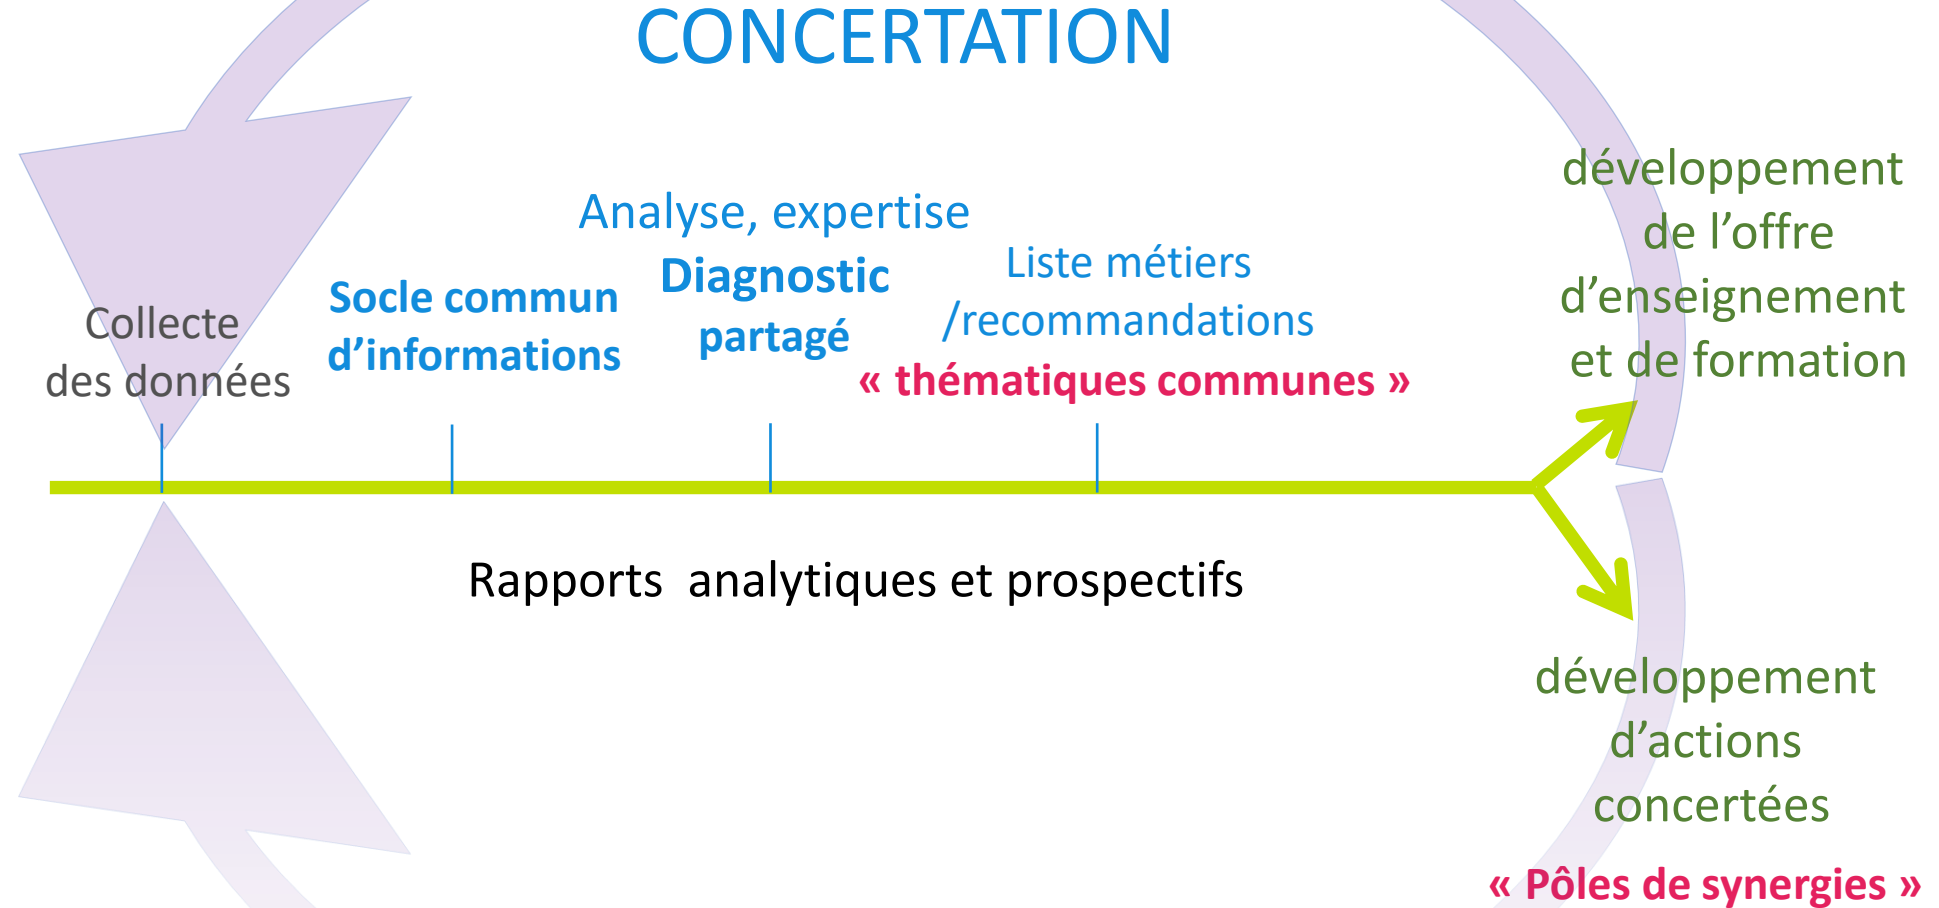 CONCERTATION
Collecte
des données
Socle commun
d’informations
Analyse, expertise
Diagnostic
partagé
Liste métiers
/recommandations
« thématiques communes »
développement
de l’offre
d’enseignement
et de formation
Rapports  analytiques et prospectifs
développement
d’actions
concertées
« Pôles de synergies »